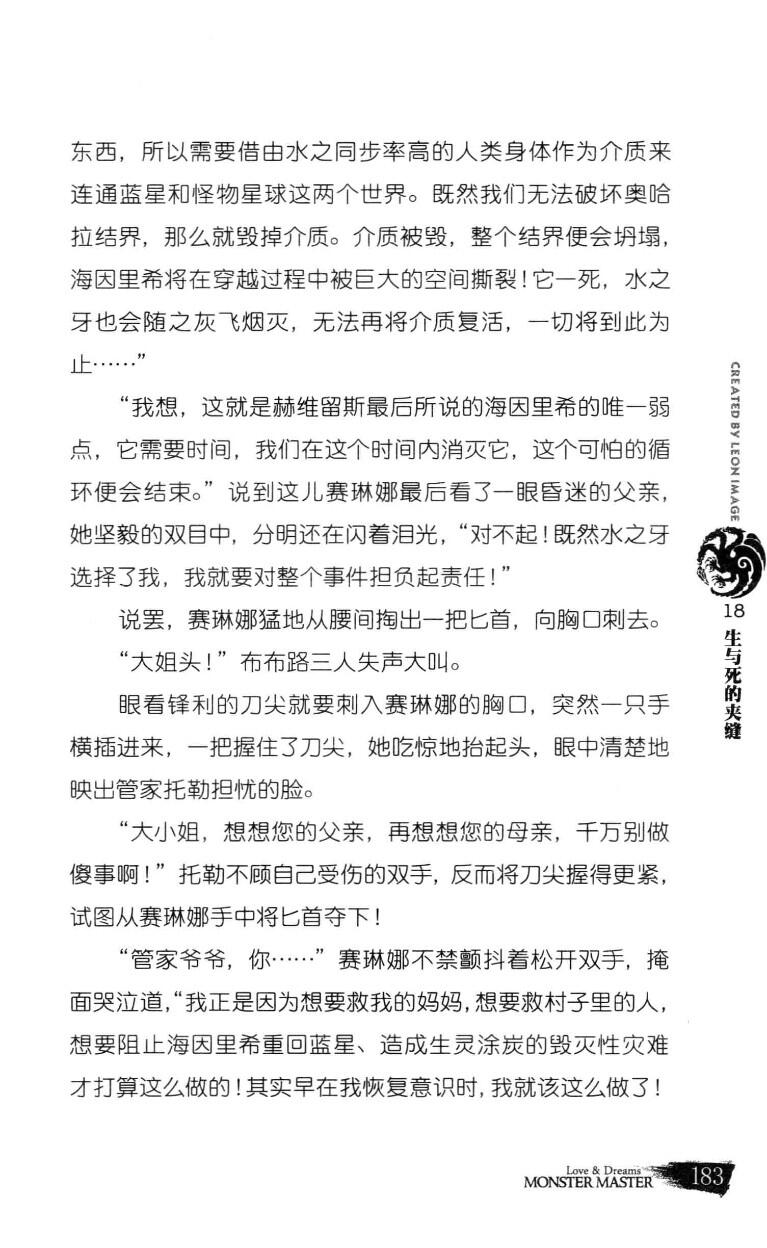 东西，所以需要借由水之同步率高的人类身体作为介质来
连通蓝星和怪物星球这两个世界。既然我们无法破坏奥哈
拉结界，那么就毁掉介质。介质被毁，整个结界便会坍塌，
海因里希将在穿越过程中被巨大的空间撕裂！它一死，水之
牙也会随之灰飞烟灭，无法再将介质复活，一切将到此为
止……”
“我想，这就是赫维留斯最后所说的海因里希的唯一弱
点，它需要时间，我们在这个时间内消灭它，这个可怕的循
环便会结束。”说到这儿赛琳娜最后看了一眼昏迷的父亲，
她坚毅的双目中，分明还在闪着泪光，“对不起！既然水之牙
选择了我，我就要对整个事件担负起责任！”
说罢，赛琳娜猛地从腰间掏出一把匕首，向胸口刺去。
“大姐头！”布布路三人失声大叫。
眼看锋利的刀尖就要刺入赛琳娜的胸口，突然一只手
横插进来，一把握住了刀尖，她吃惊地抬起头，眼中清楚地
映出管家托勒担忧的脸。
“大小姐，想想您的父亲，再想想您的母亲，千万别做
傻事啊！”托勒不顾自己受伤的双手，反而将刀尖握得更紧，
试图从赛琳娜手中将匕首夺下！
“管家爷爷，你……”赛琳娜不禁颤抖着松开双手，掩
面哭泣道，“我正是因为想要救我的妈妈，想要救村子里的人，
想要阻止海因里希重回蓝星、造成生灵涂炭的毁灭性灾难
才打算这么做的！其实早在我恢复意识时，我就该这么做了！
CREATED BY LEON IMAGE
18
生与死的夹缝
Love & Dreams
MONSTER MASTER
183